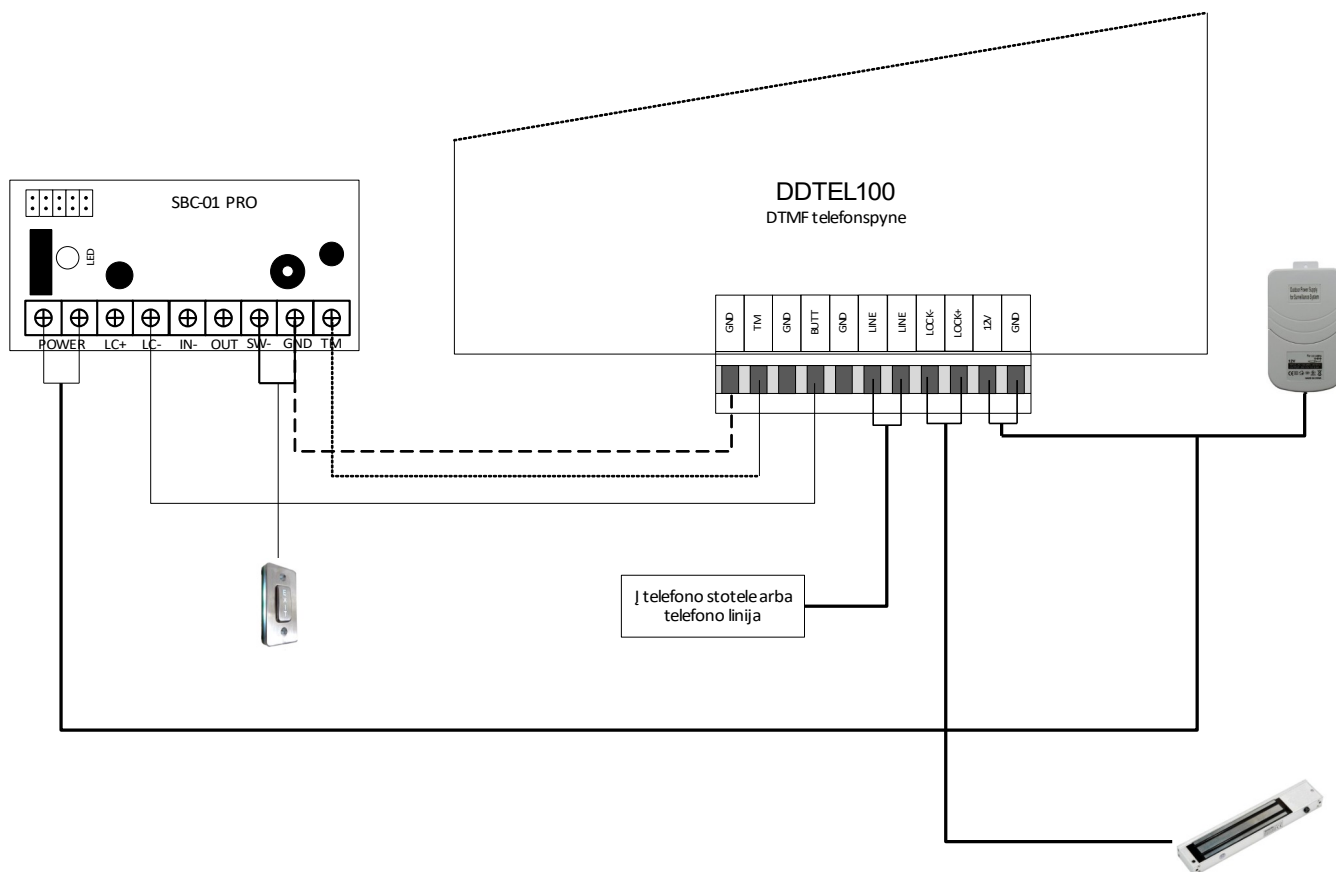 SBC-01 PRO
LED
POWER LC+ LC- IN- OUT SW- GND TM
DDTEL100
DTMF telefonspyne
GND TM GND BUTT GND LINE LINE LOCK- LOCK+ 12V GND
Į telefono stotele arba
telefono linija